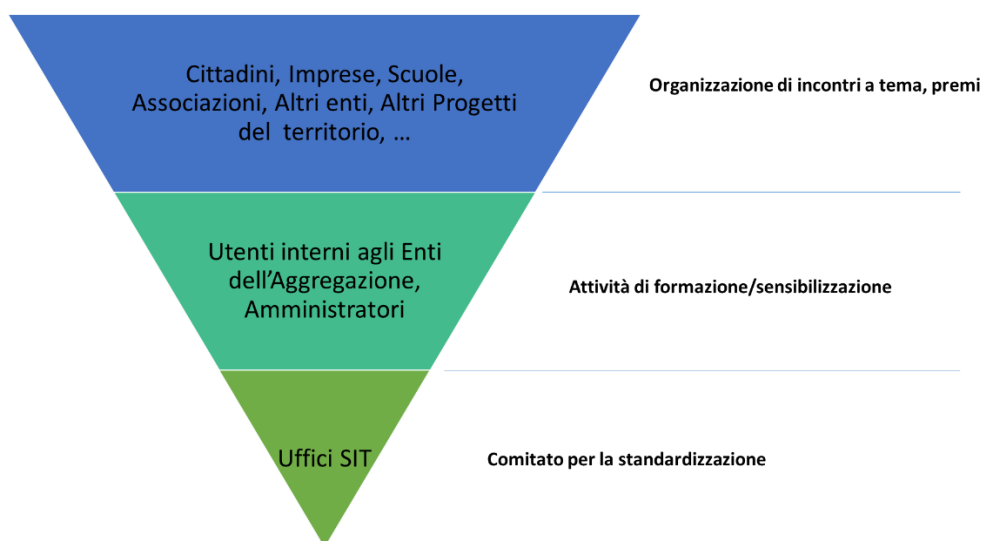 Cittadini, Imprese, Scuole,
Associazioni, Altri enti, Altri Progetti
del territorio, ...
Organizzazione di incontri a tema, premi
Utenti interni agli Enti
dell'Aggregazione,
Amministratori
Attività di formazione/sensibilizzazione
Uffici SIT
Comitato per la standardizzazione